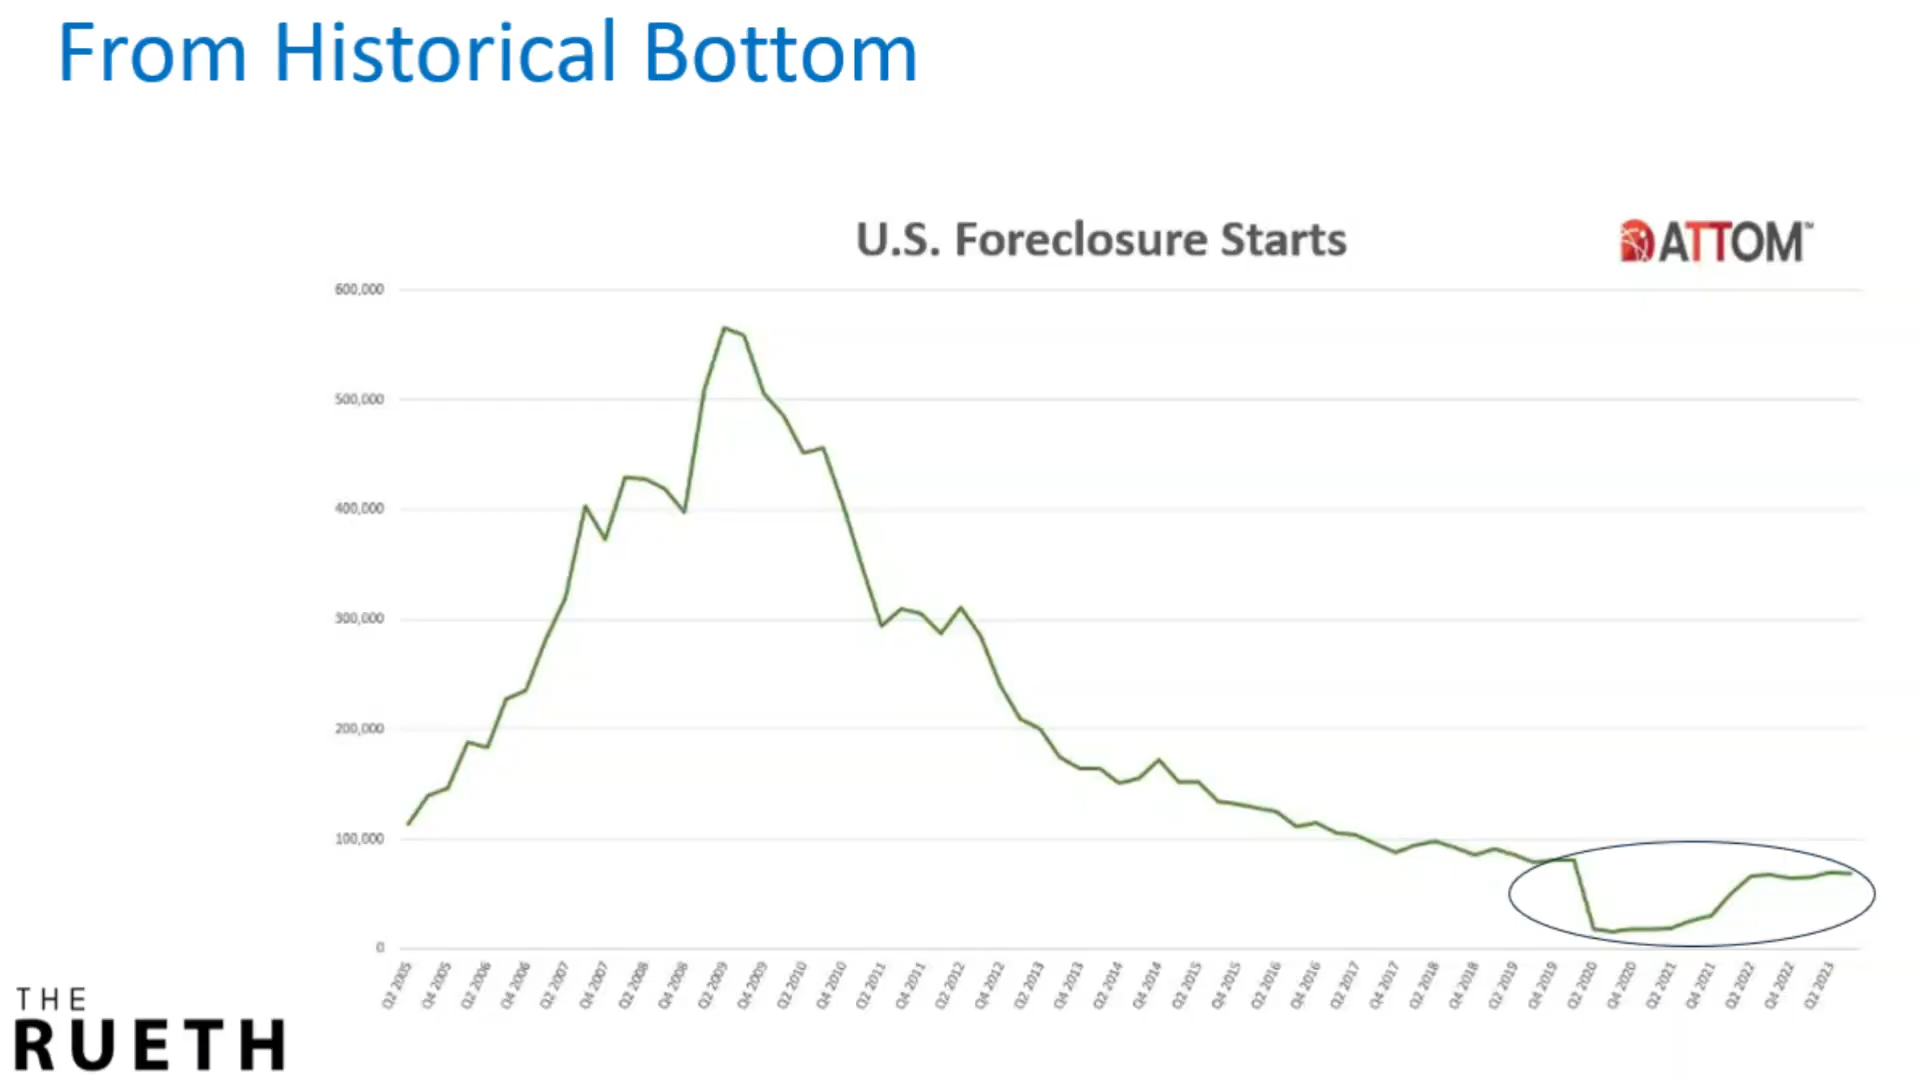 From Historical Bottom
U.S. Foreclosure Starts
ATTOM™
600,000
500,000
400,000
300,000
200,000
100,000
0
Q2 2005
Q4 2005
Q2 2006
Q4 2006
Q2 2007
Q4 2007
Q2 2008
Q4 2008
Q2 2009
Q4 2009
Q2 2010
Q4 2010
Q2 2011
Q4 2011
Q2 2012
Q4 2012
Q2 2013
Q4 2013
Q2 2014
Q4 2014
Q2 2015
Q4 2015
Q2 2016
Q4 2016
Q2 2017
Q4 2017
Q2 2018
Q4 2018
Q2 2019
Q4 2019
Q2 2020
Q4 2020
Q2 2021
Q4 2021
Q2 2022
Q4 2022
Q2 2023
THE
RUETH